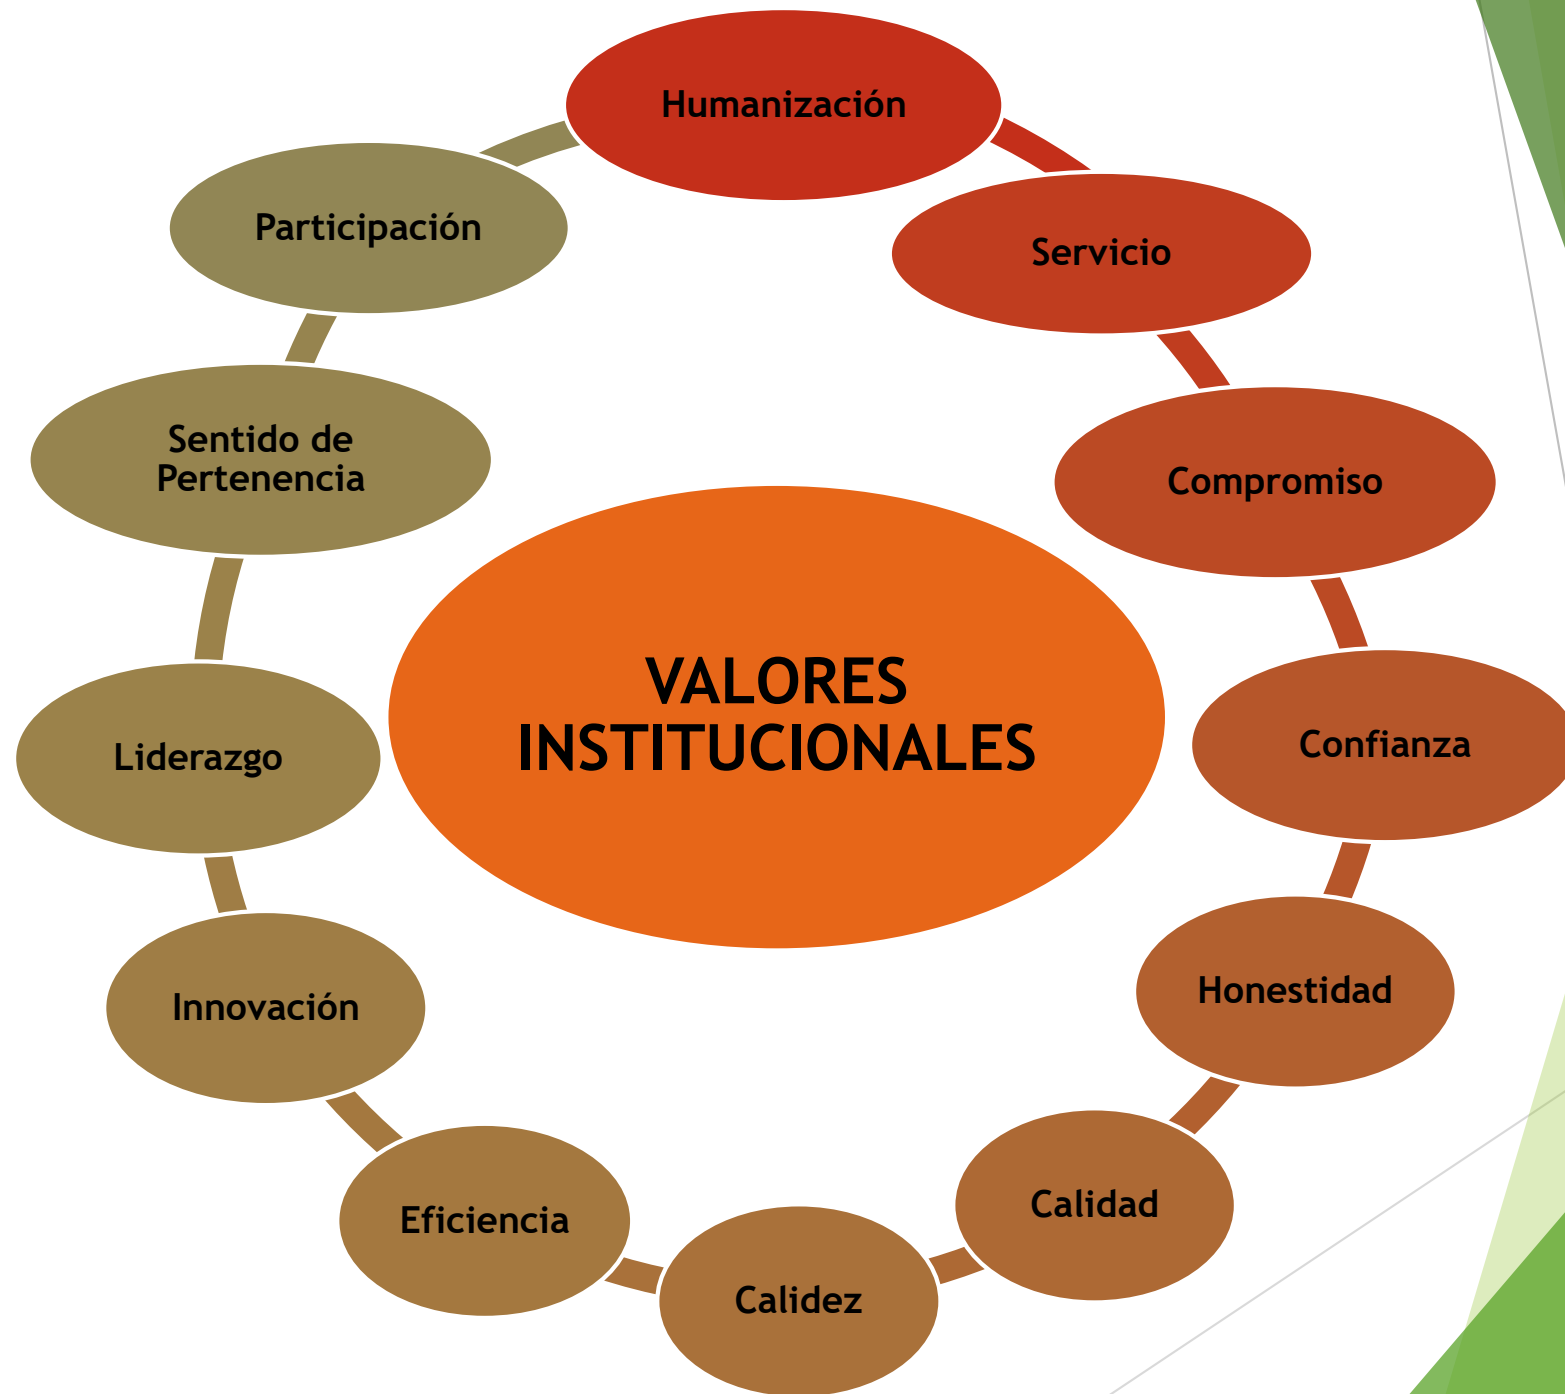 Humanización
Servicio
Compromiso
Confianza
Honestidad
Calidad
Calidez
Eficiencia
Innovación
Liderazgo
Sentido de
Pertenencia
Participación
VALORES
INSTITUCIONALES